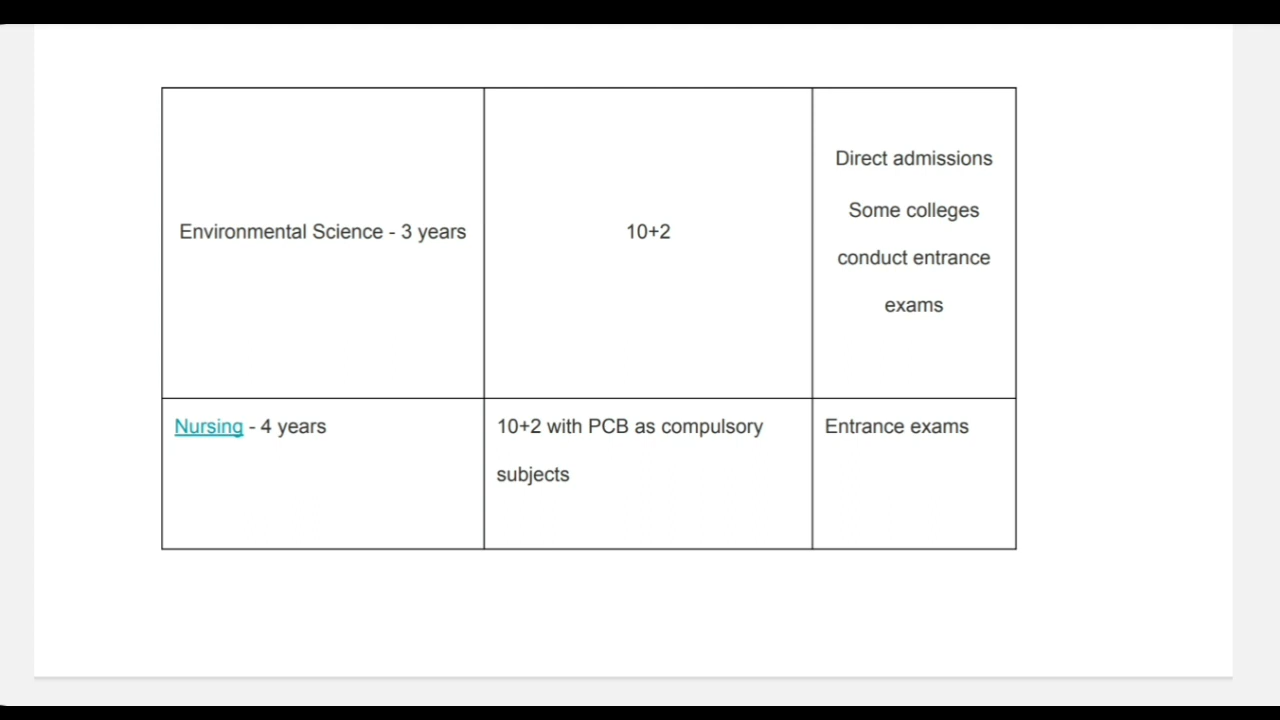 Environmental Science - 3 years
10+2
Direct admissions
Some colleges
conduct entrance
exams
Nursing - 4 years
10+2 with PCB as compulsory
subjects
Entrance exams